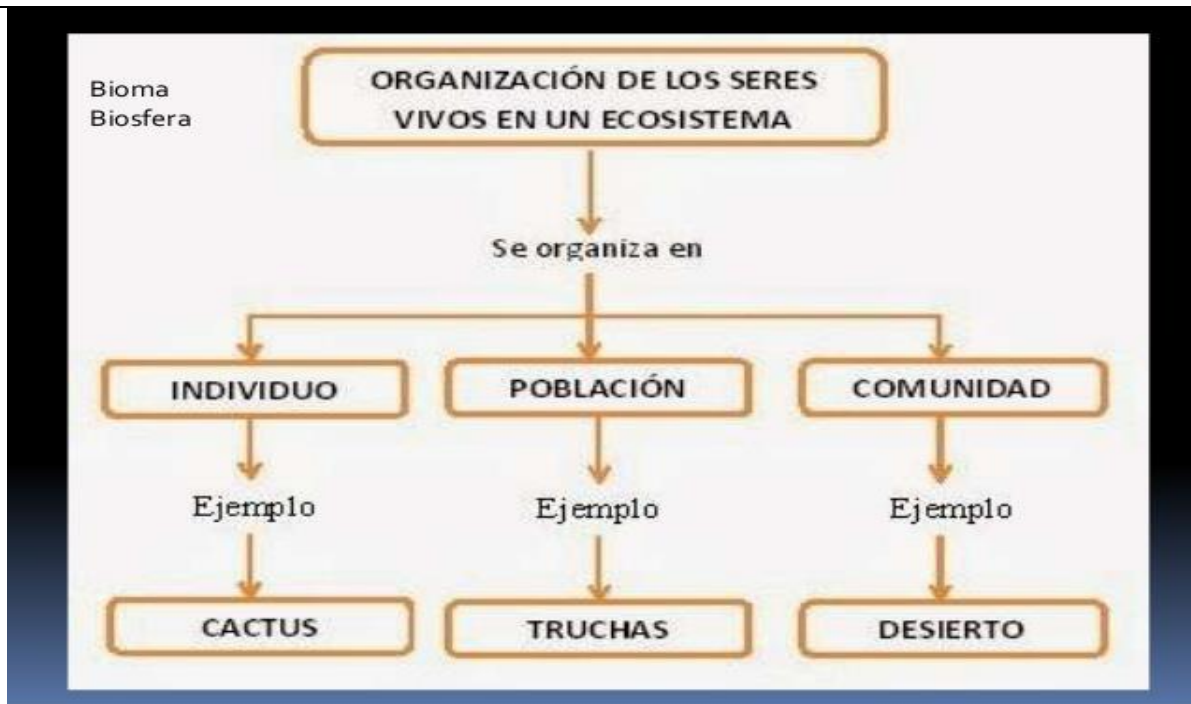 Bioma
Biosfera
ORGANIZACIÓN DE LOS SERES
VIVOS EN UN ECOSISTEMA
Se organiza en
INDIVIDUO
POBLACIÓN
COMUNIDAD
Ejemplo
Ejemplo
Ejemplo
CACTUS
TRUCHAS
DESIERTO